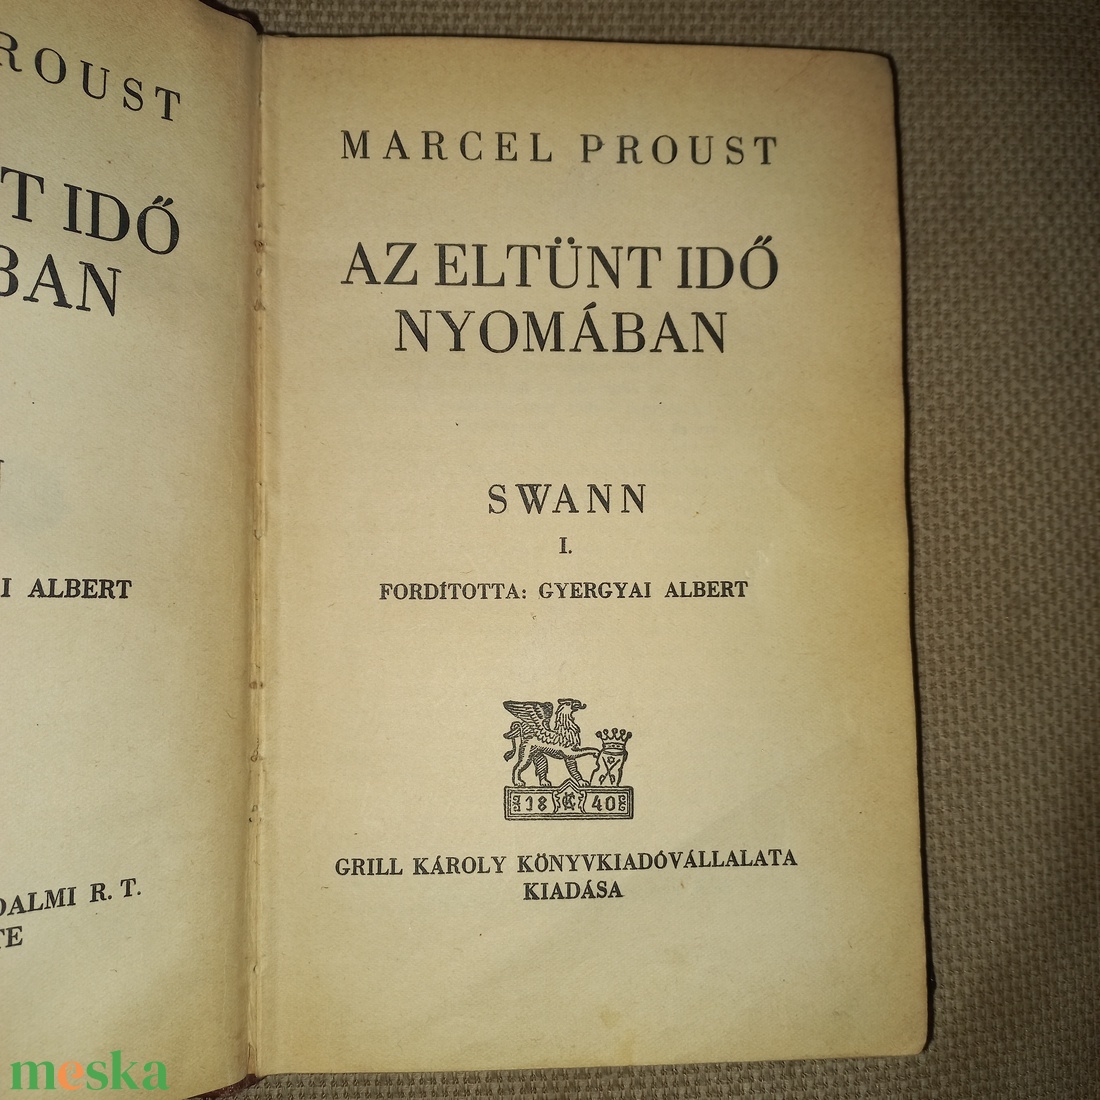 ROUST
T IDŐ
BAN
I ALBERT
DALMI R. T.
TE
MARCEL PROUST
AZ ELTÜNT IDŐ
NYOMÁBAN
SWANN
I.
FORDÍTOTTA: GYERGYAI ALBERT
18 40
GRILL KÁROLY KÖNYVKIADÓVÁLLALATA
KIADÁSA
meska